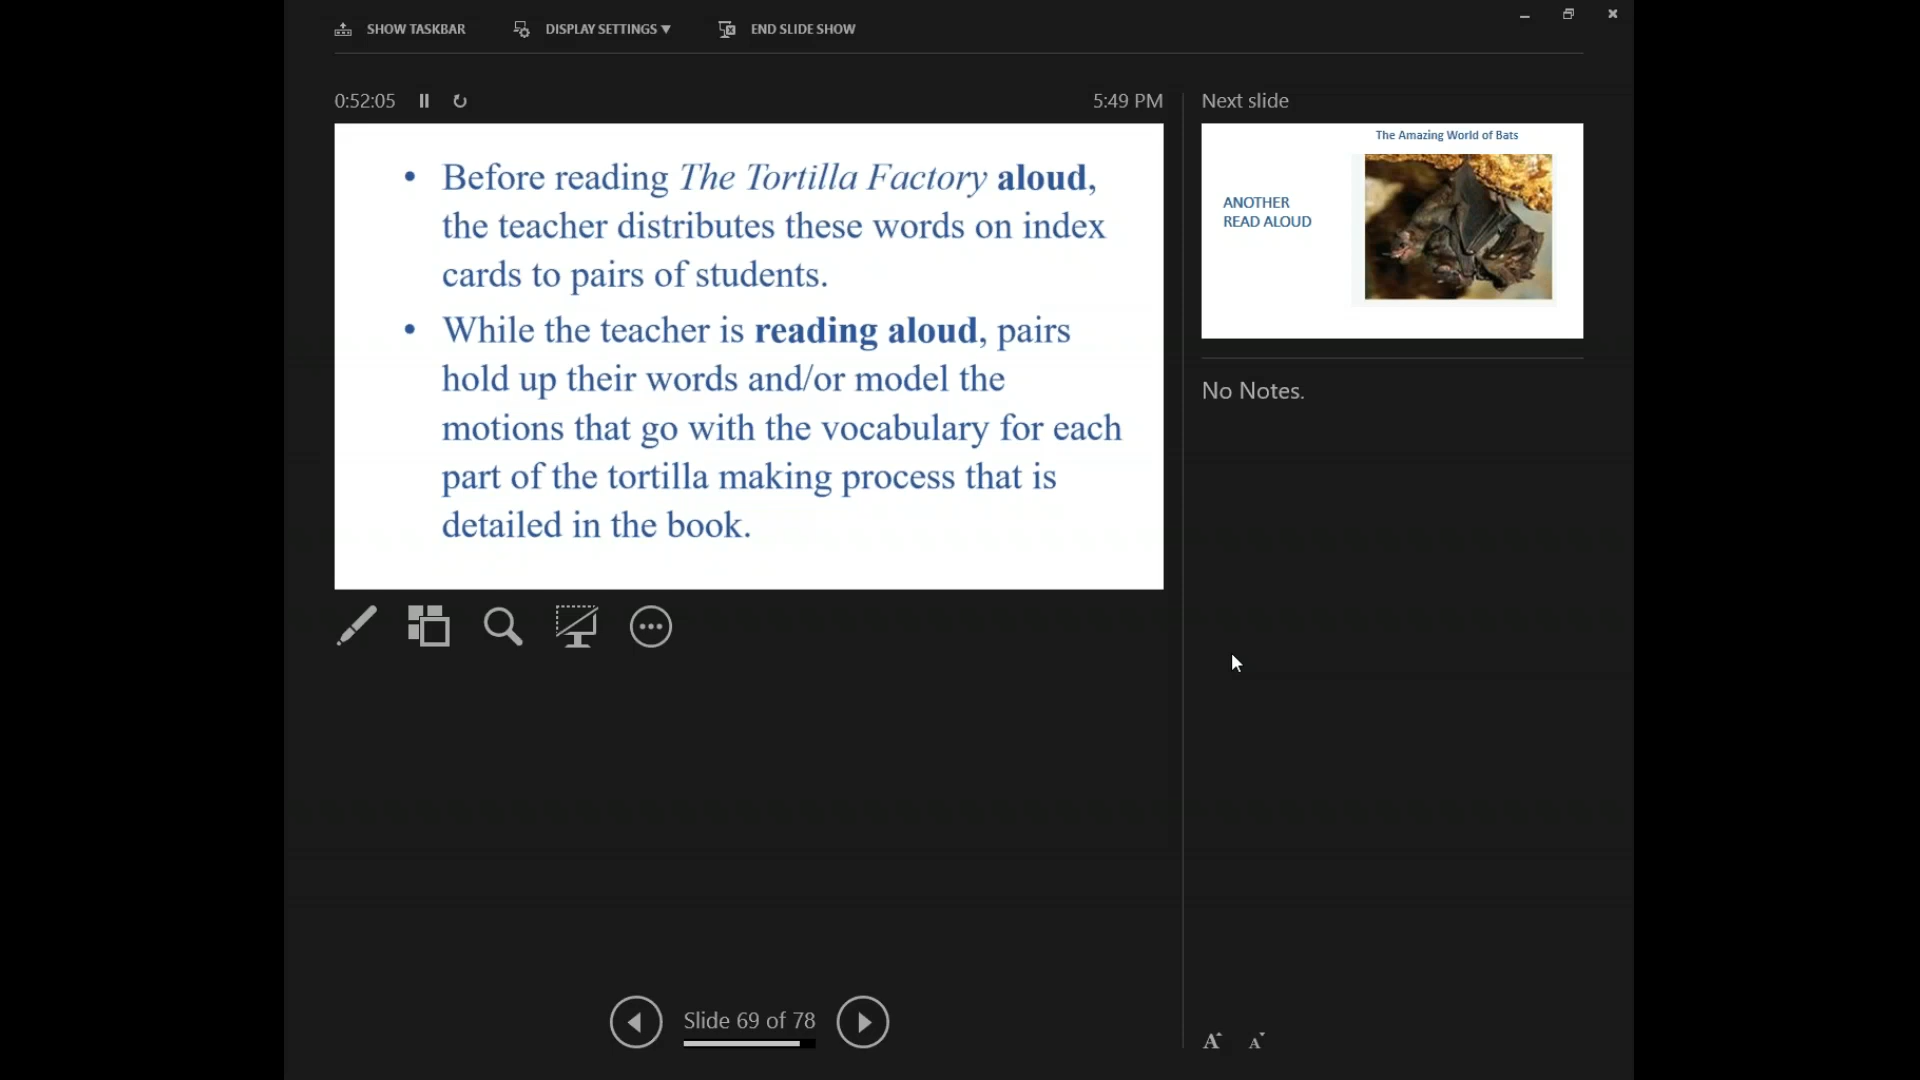 SHOW TASKBAR
DISPLAY SETTINGS ▼
END SLIDE SHOW
0:52:05
5:49 PM
• Before reading The Tortilla Factory aloud,
the teacher distributes these words on index
cards to pairs of students.
• While the teacher is reading aloud, pairs
hold up their words and/or model the
motions that go with the vocabulary for each
part of the tortilla making process that is
detailed in the book.
Next slide
The Amazing World of Bats
ANOTHER
READ ALOUD
No Notes.
Slide 69 of 78
A A